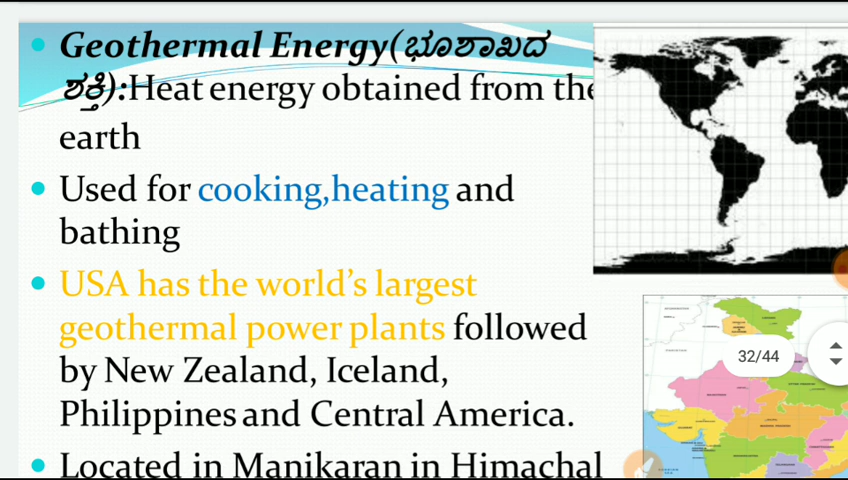 Geothermal Energy(ಭೂಶಾಖದ
ಶಕ್ತಿ):Heat energy obtained from the
earth
Used for cooking,heating and
bathing
USA has the world's largest
geothermal power plants followed
by New Zealand, Iceland,
Philippines and Central America.
Located in Manikaran in Himachal
32/44